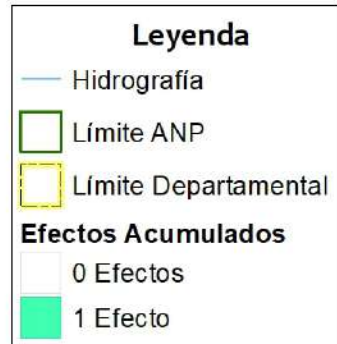 Leyenda
Hidrografía
Límite ANP
Límite Departamental
Efectos Acumulados
0 Efectos
1 Efecto